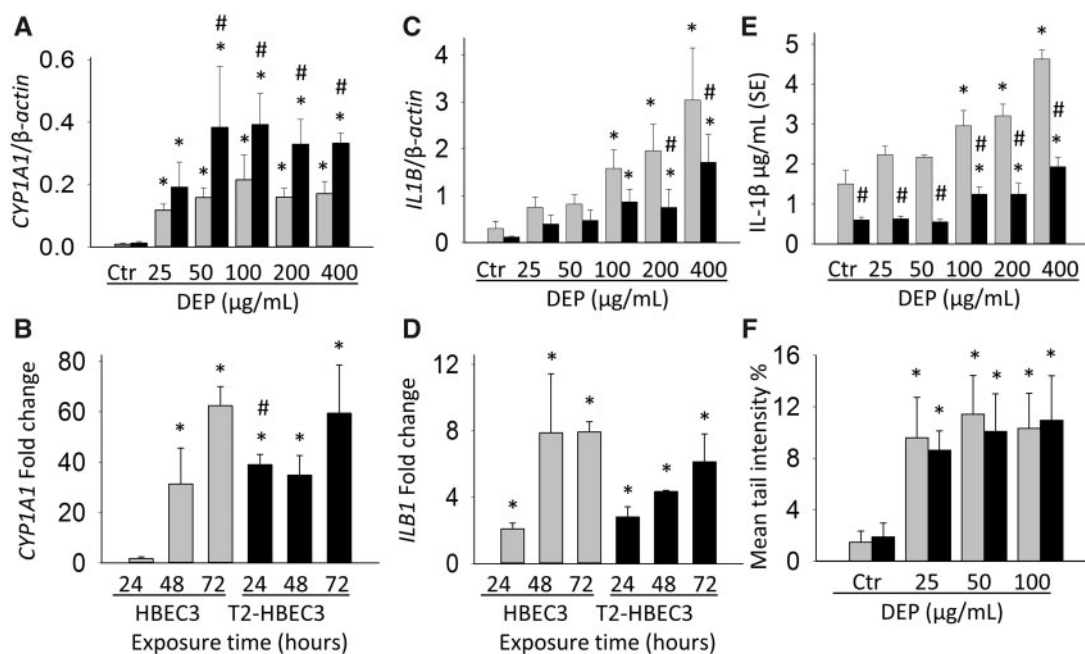 A
CYP1A1/β-actin
0.6
0.4
0.2
0.0
# # # #
* * * * * * * * * *
Ctr 25 50 100 200 400
DEP (µg/mL)
C
IL1B/β-actin
4
3
2
1
0
* * * # * * # *
Ctr 25 50 100 200 400
DEP (µg/mL)
E
IL-1β µg/mL (SE)
5
4
3
2
1
0
# # # * # * * # * * # *
Ctr 25 50 100 200 400
DEP (µg/mL)
B
CYP1A1 Fold change
80
60
40
20
0
* * # * * *
24 48 72 24 48 72
HBEC3 T2-HBEC3
Exposure time (hours)
D
ILB1 Fold change
12
8
4
0
* * * * * *
24 48 72 24 48 72
HBEC3 T2-HBEC3
Exposure time (hours)
F
Mean tail intensity %
16
12
8
4
0
* * * * * *
Ctr 25 50 100
DEP (µg/mL)